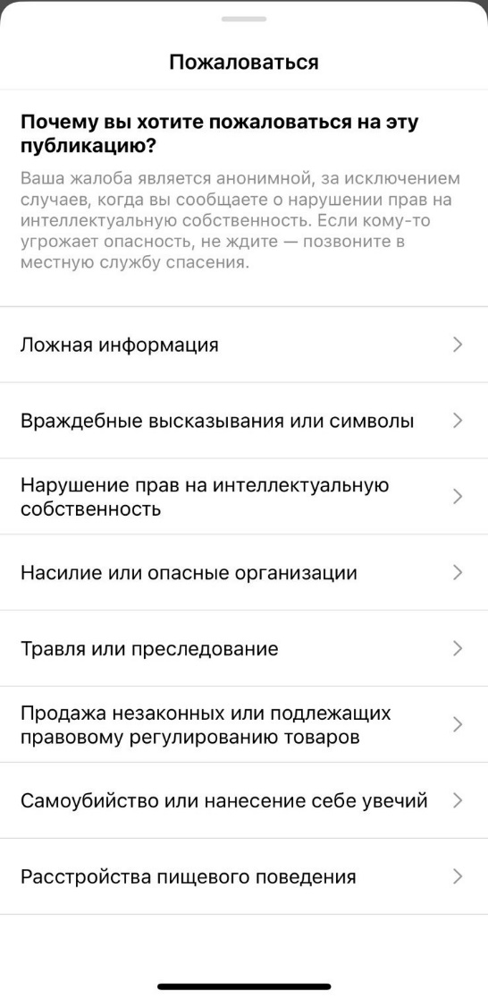 Пожаловаться
Почему вы хотите пожаловаться на эту
публикацию?
Ваша жалоба является анонимной, за исключением
случаев, когда вы сообщаете о нарушении прав на
интеллектуальную собственность. Если кому-то
угрожает опасность, не ждите — позвоните в
местную службу спасения.
Ложная информация
Враждебные высказывания или символы
Нарушение прав на интеллектуальную
собственность
Насилие или опасные организации
Травля или преследование
Продажа незаконных или подлежащих
правовому регулированию товаров
Самоубийство или нанесение себе увечий
Расстройства пищевого поведения